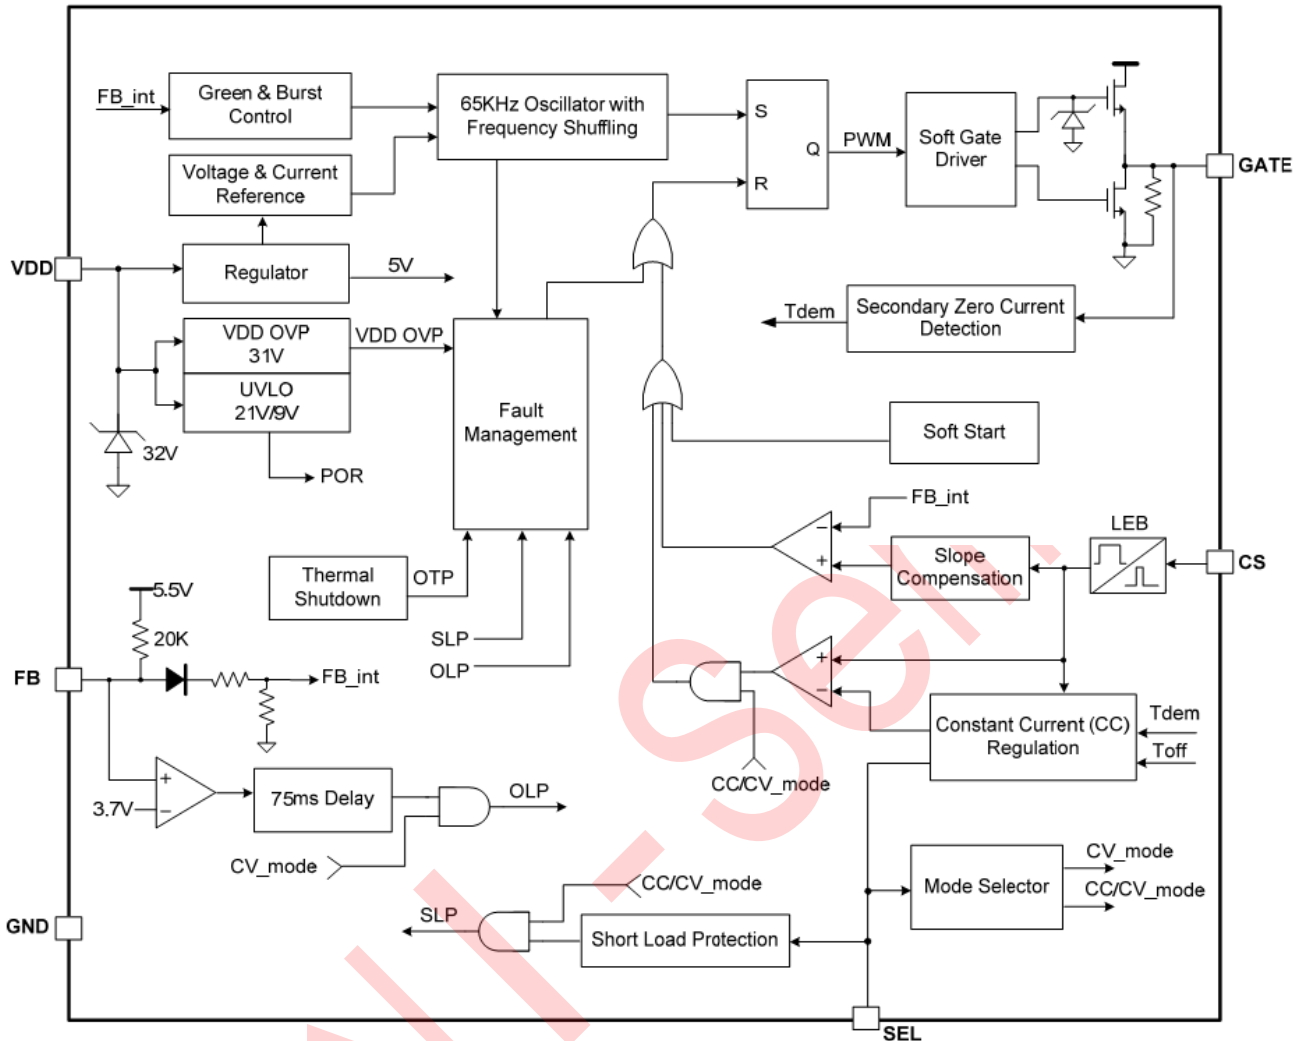 FB_int
Green & Burst
Control
65KHz Oscillator with
Frequency Shuffling
S
Q
R
PWM
Soft Gate
Driver
GATE
Voltage & Current
Reference
VDD
Regulator
5V
VDD OVP
31V
VDD OVP
UVLO
21V/9V
32V
POR
Fault
Management
Tdem
Secondary Zero Current
Detection
Soft Start
FB_int
LEB
CS
Slope
Compensation
Thermal
Shutdown
OTP
SLP
OLP
5.5V
20K
FB
FB_int
+
−
+
−
Constant Current (CC)
Regulation
Tdem
Toff
CC/CV_mode
+
3.7V
−
75ms Delay
OLP
CV_mode
Mode Selector
CV_mode
CC/CV_mode
CC/CV_mode
SLP
Short Load Protection
GND
SEL